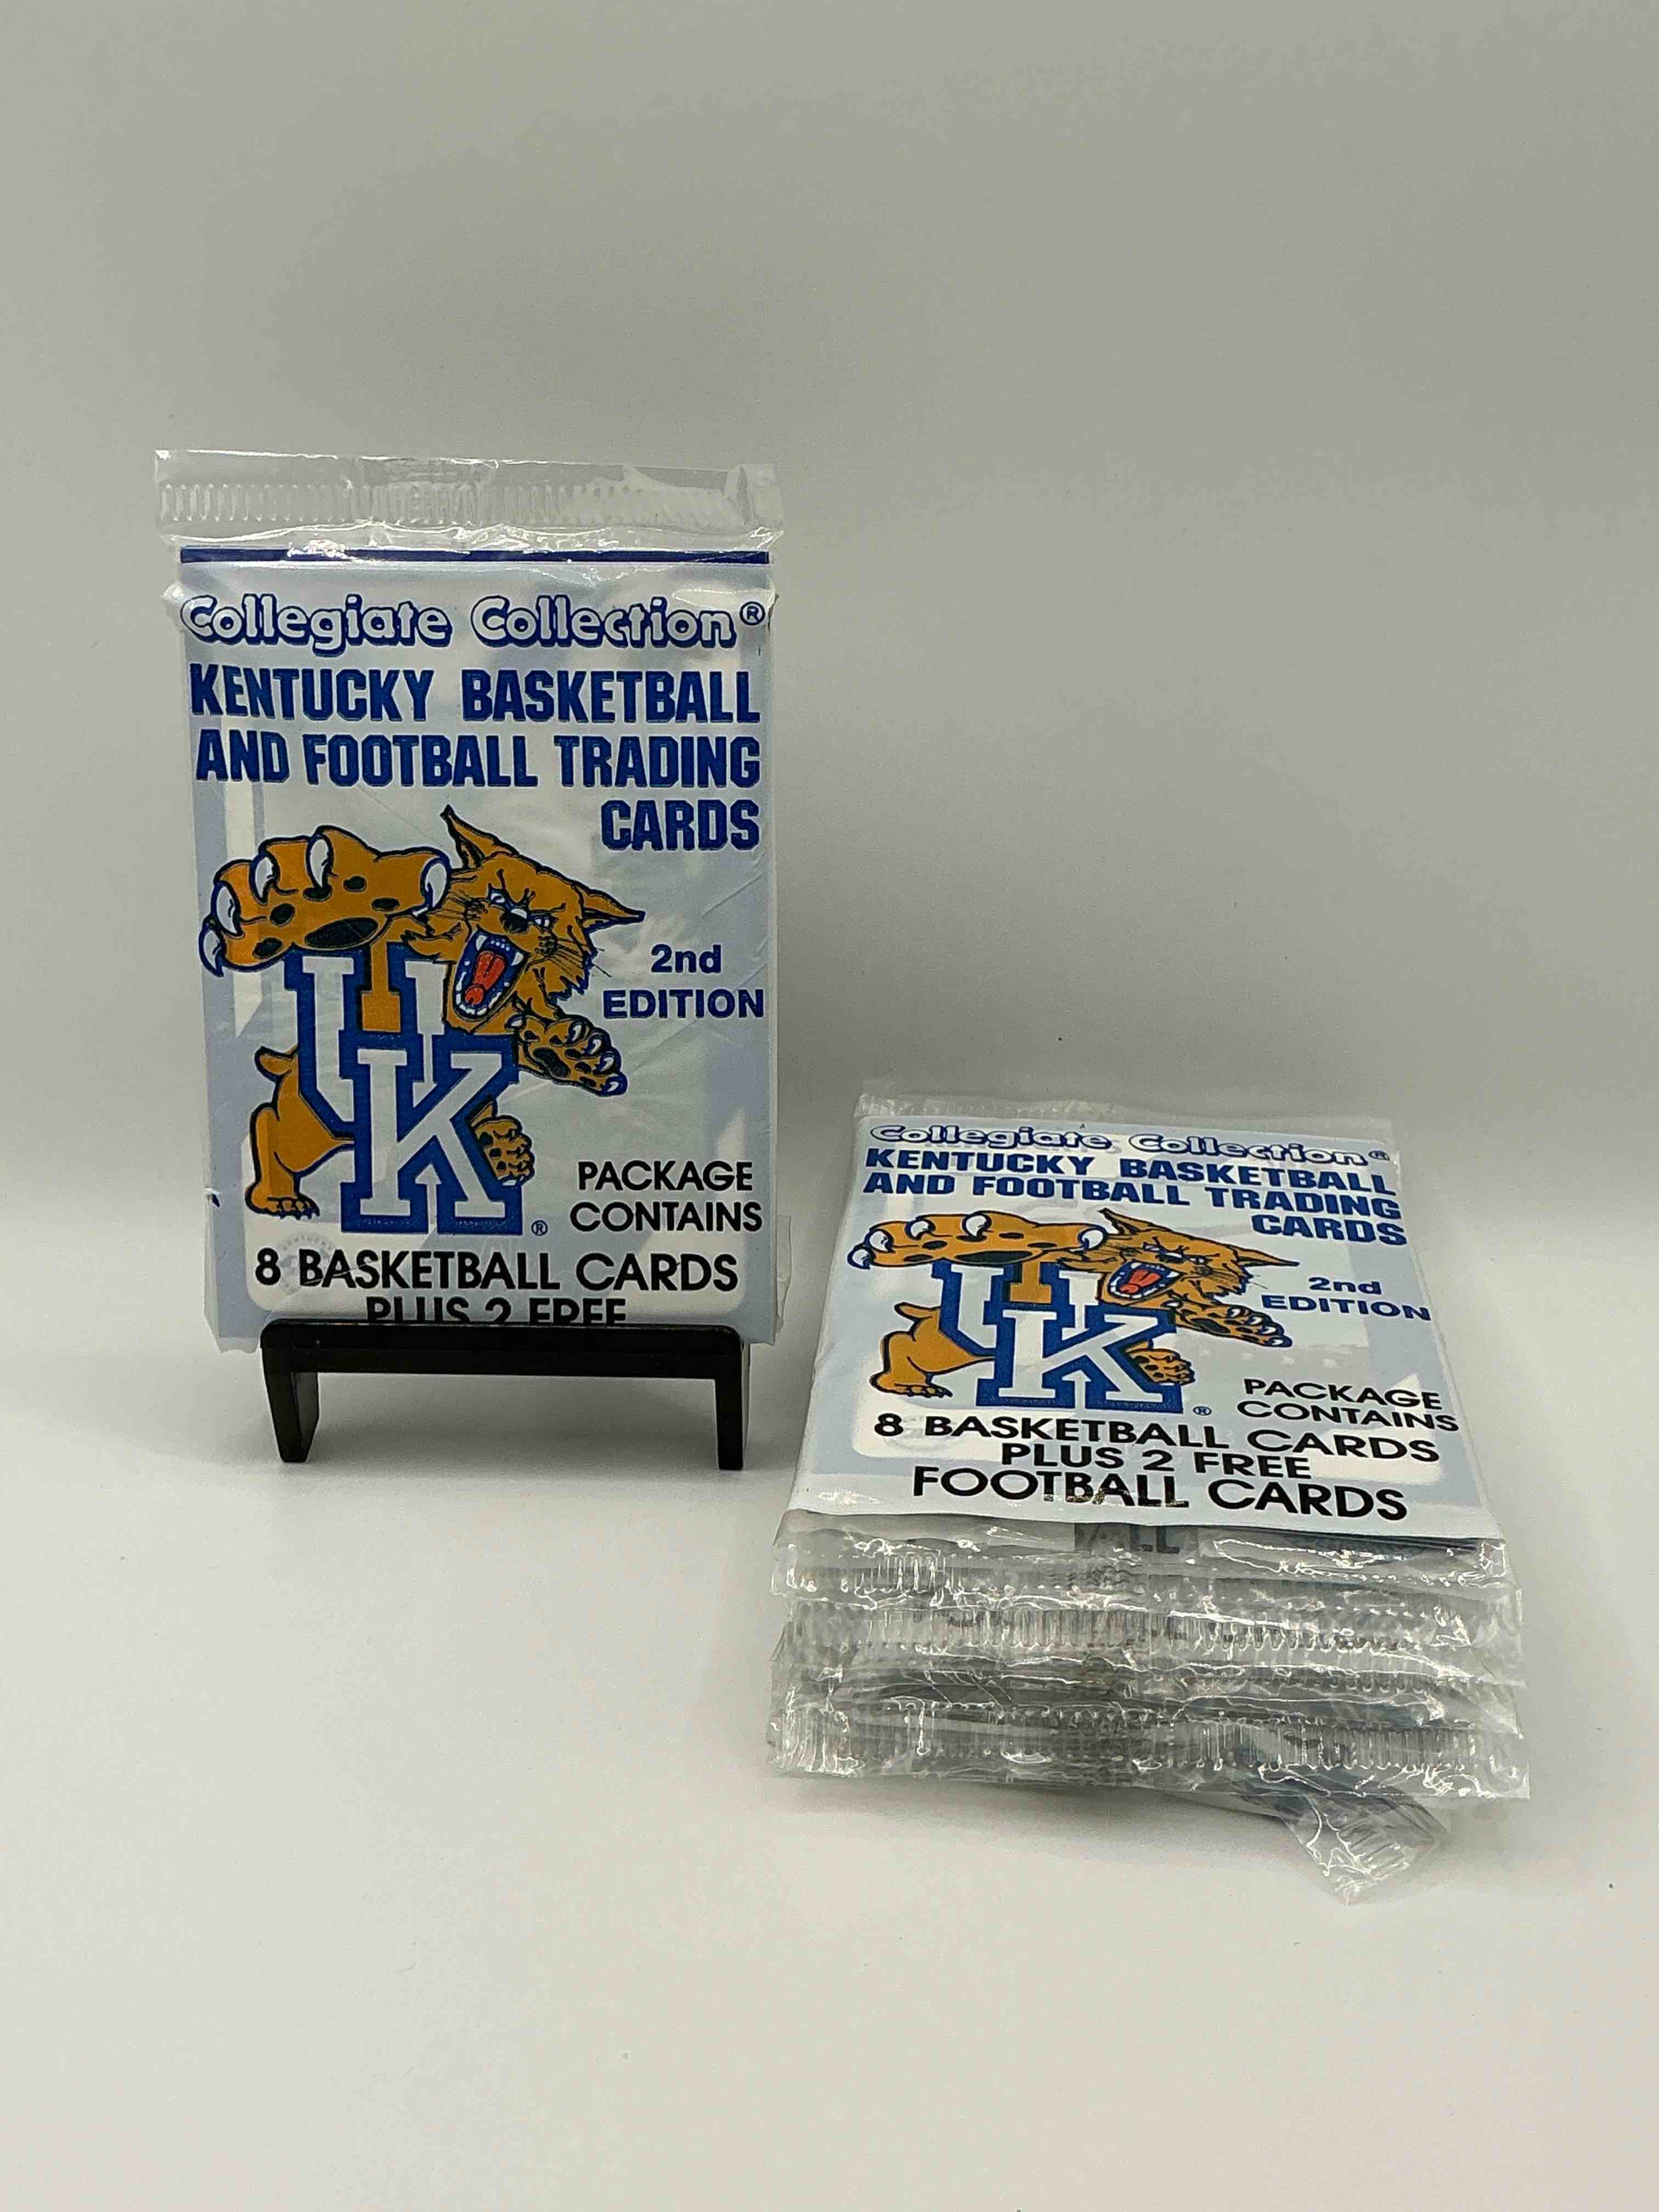 Collegiate Collection®
KENTUCKY BASKETBALL
AND FOOTBALL TRADING
CARDS
2nd
EDITION
UK
®
PACKAGE
CONTAINS
8 BASKETBALL CARDS
PLUS 2 FREE
Collegiate Collection®
KENTUCKY BASKETBALL
AND FOOTBALL TRADING
CARDS
2nd
EDITION
UK
®
PACKAGE
CONTAINS
8 BASKETBALL CARDS
PLUS 2 FREE
FOOTBALL CARDS